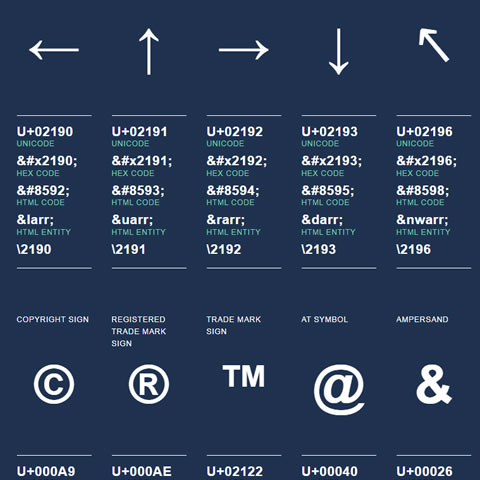 ← ↑ → ↓ ↖
U+02190 U+02191 U+02192 U+02193 U+02196
UNICODE UNICODE UNICODE UNICODE UNICODE
&#x2190; &#x2191; &#x2192; &#x2193; &#x2196;
HEX CODE HEX CODE HEX CODE HEX CODE HEX CODE
&#8592; &#8593; &#8594; &#8595; &#8598;
HTML CODE HTML CODE HTML CODE HTML CODE HTML CODE
&larr; &uarr; &rarr; &darr; &nwarr;
HTML ENTITY HTML ENTITY HTML ENTITY HTML ENTITY HTML ENTITY
\2190 \2191 \2192 \2193 \2196
COPYRIGHT SIGN REGISTERED TRADE MARK AT SYMBOL AMPERSAND
TRADE MARK SIGN
SIGN
© ® ™ @ &
U+000A9 U+000AE U+02122 U+00040 U+00026